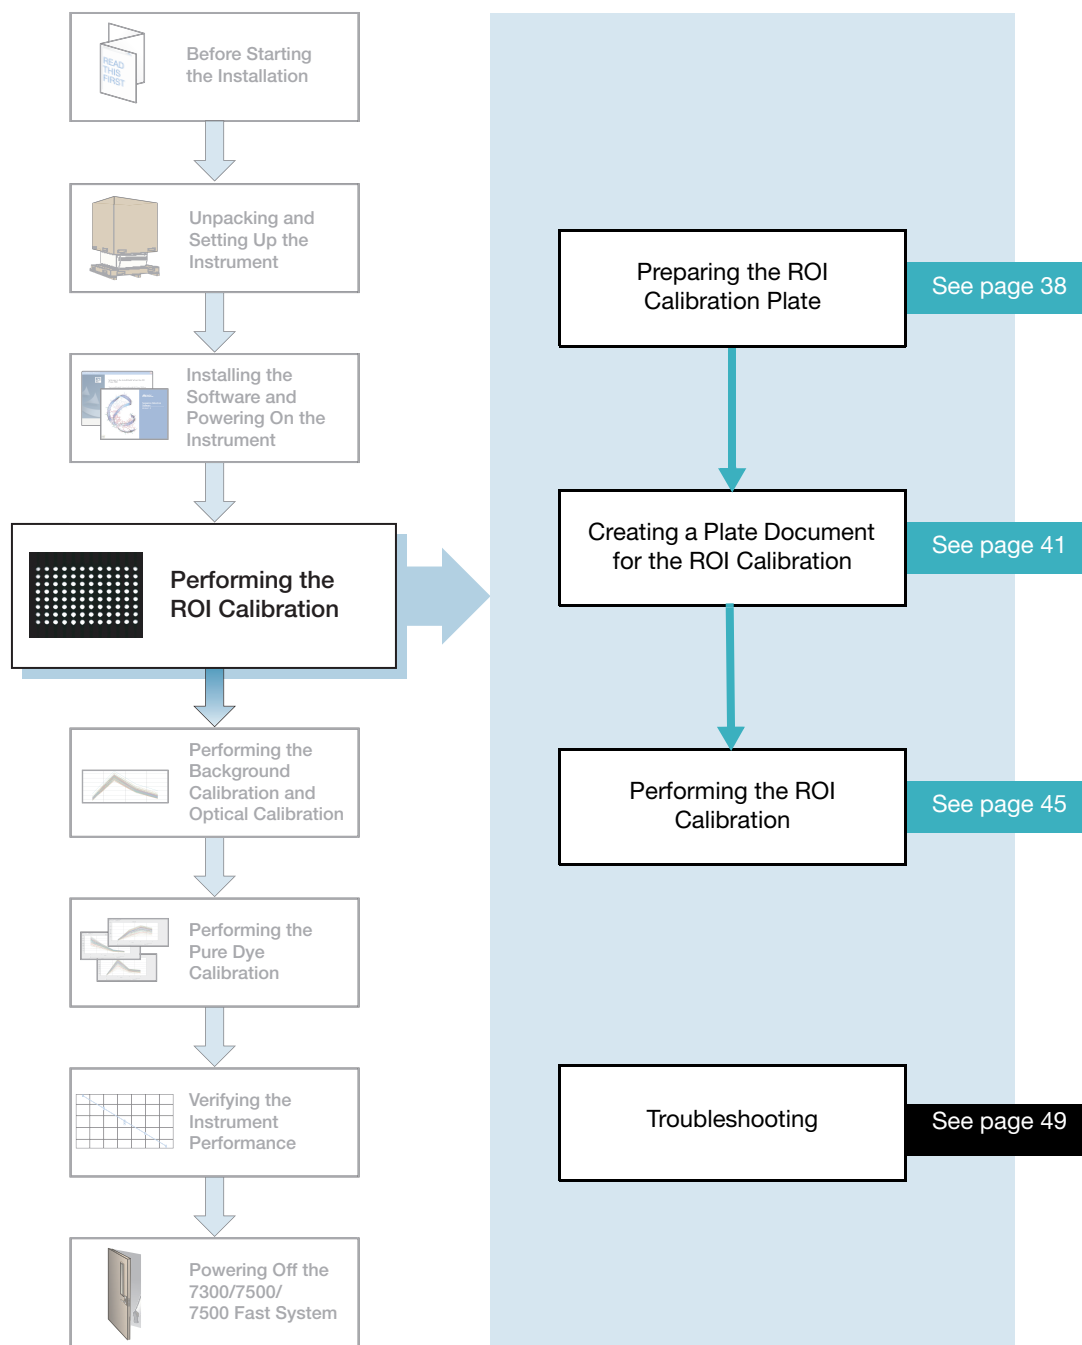 READ
THIS
FIRST
Before Starting
the Installation
Unpacking and
Setting Up the
Instrument
Installing the
Software and
Powering On the
Instrument
Performing the
ROI Calibration
Performing the
Background
Calibration and
Optical Calibration
Performing the
Pure Dye
Calibration
Verifying the
Instrument
Performance
Powering Off the
7300/7500/
7500 Fast System
Preparing the ROI
Calibration Plate
See page 38
Creating a Plate Document
for the ROI Calibration
See page 41
Performing the ROI
Calibration
See page 45
Troubleshooting
See page 49